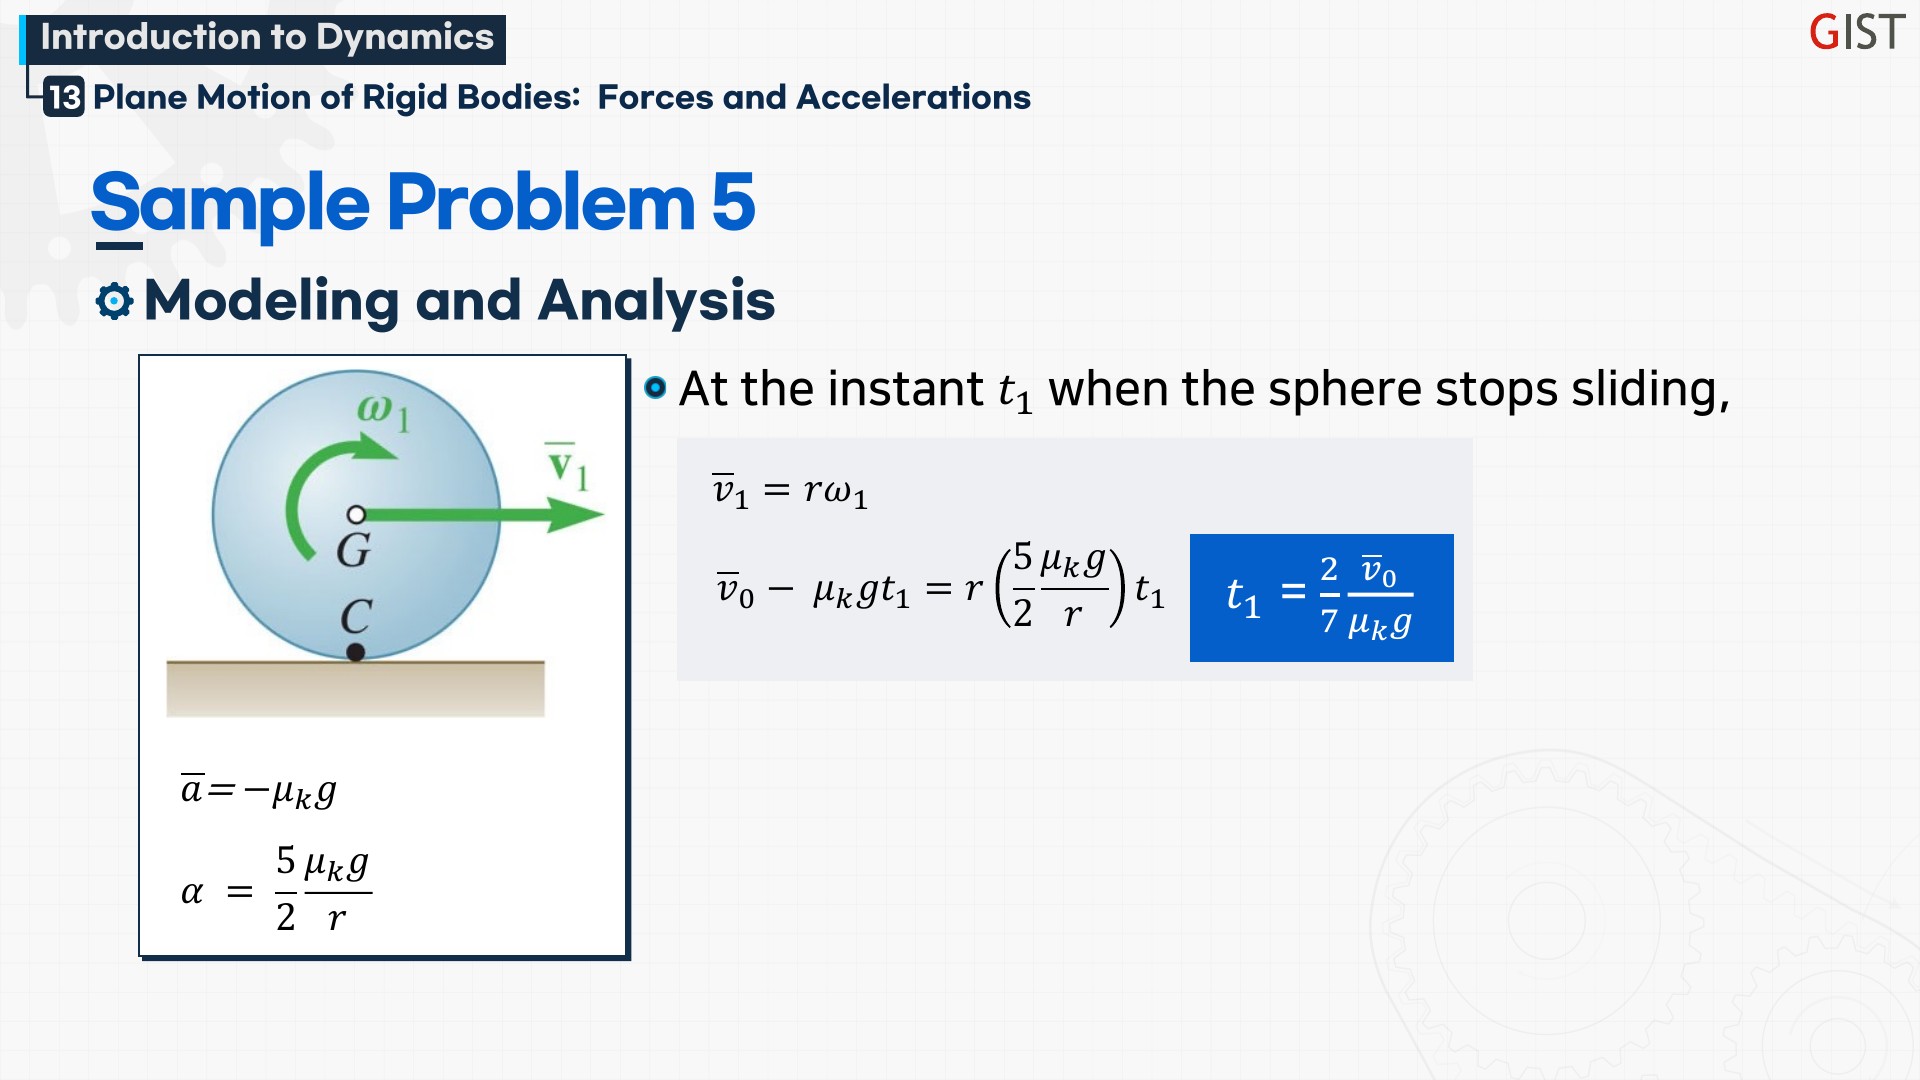 Introduction to Dynamics
GIST
13 Plane Motion of Rigid Bodies: Forces and Accelerations
Sample Problem 5
Modeling and Analysis
At the instant t₁ when the sphere stops sliding,
ω₁
v̅₁
G
C
a̅=−μₖg
α = 5/2 μₖg/r
v̅₁ = rω₁
v̅₀ − μₖgt₁ = r(5/2 μₖg/r)t₁
t₁ = 2/7 v̅₀/μₖg